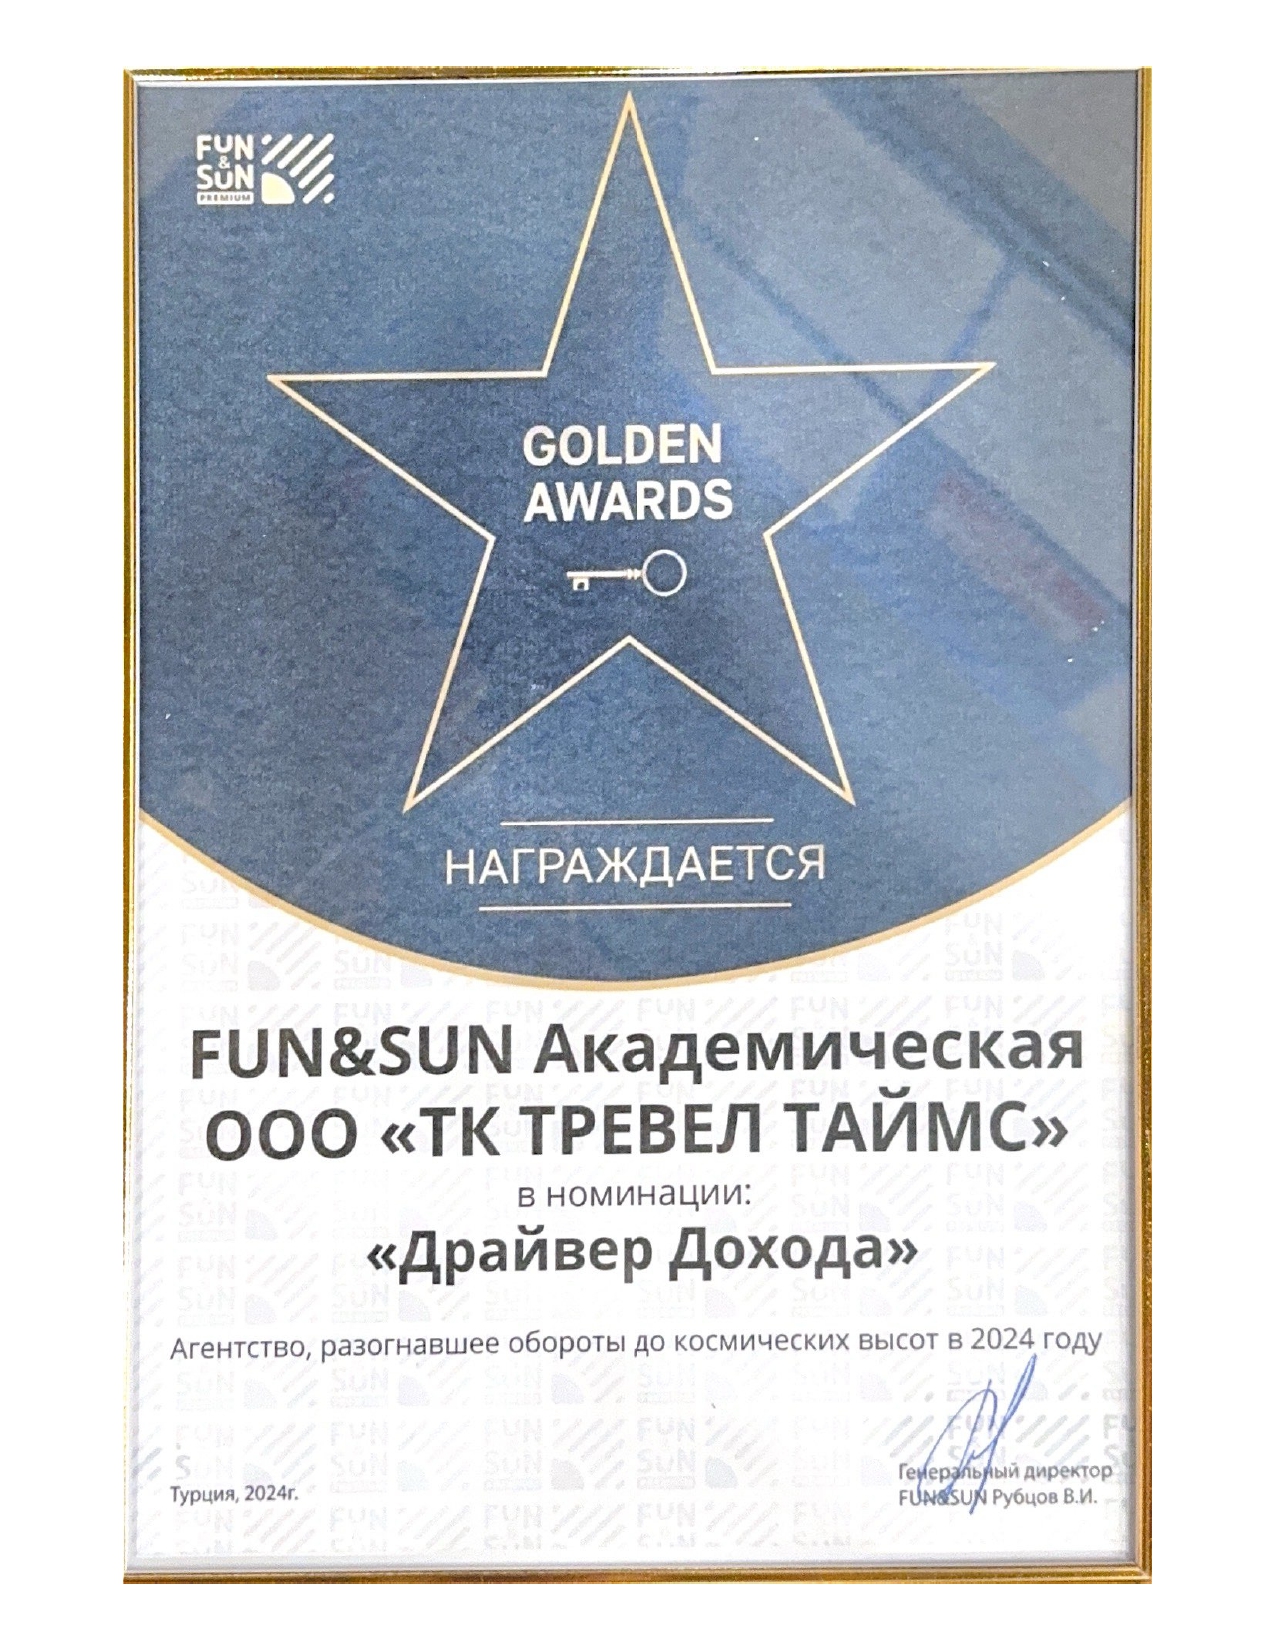 FUN
&
SUN
PREMIUM
GOLDEN
AWARDS
НАГРАЖДАЕТСЯ
FUN&SUN Академическая
ООО «ТК ТРЕВЕЛ ТАЙМС»
в номинации:
«Драйвер Дохода»
Агентство, разогнавшее обороты до космических высот в 2024 году
Турция, 2024г.
Генеральный директор
FUN&SUN Рубцов В.И.